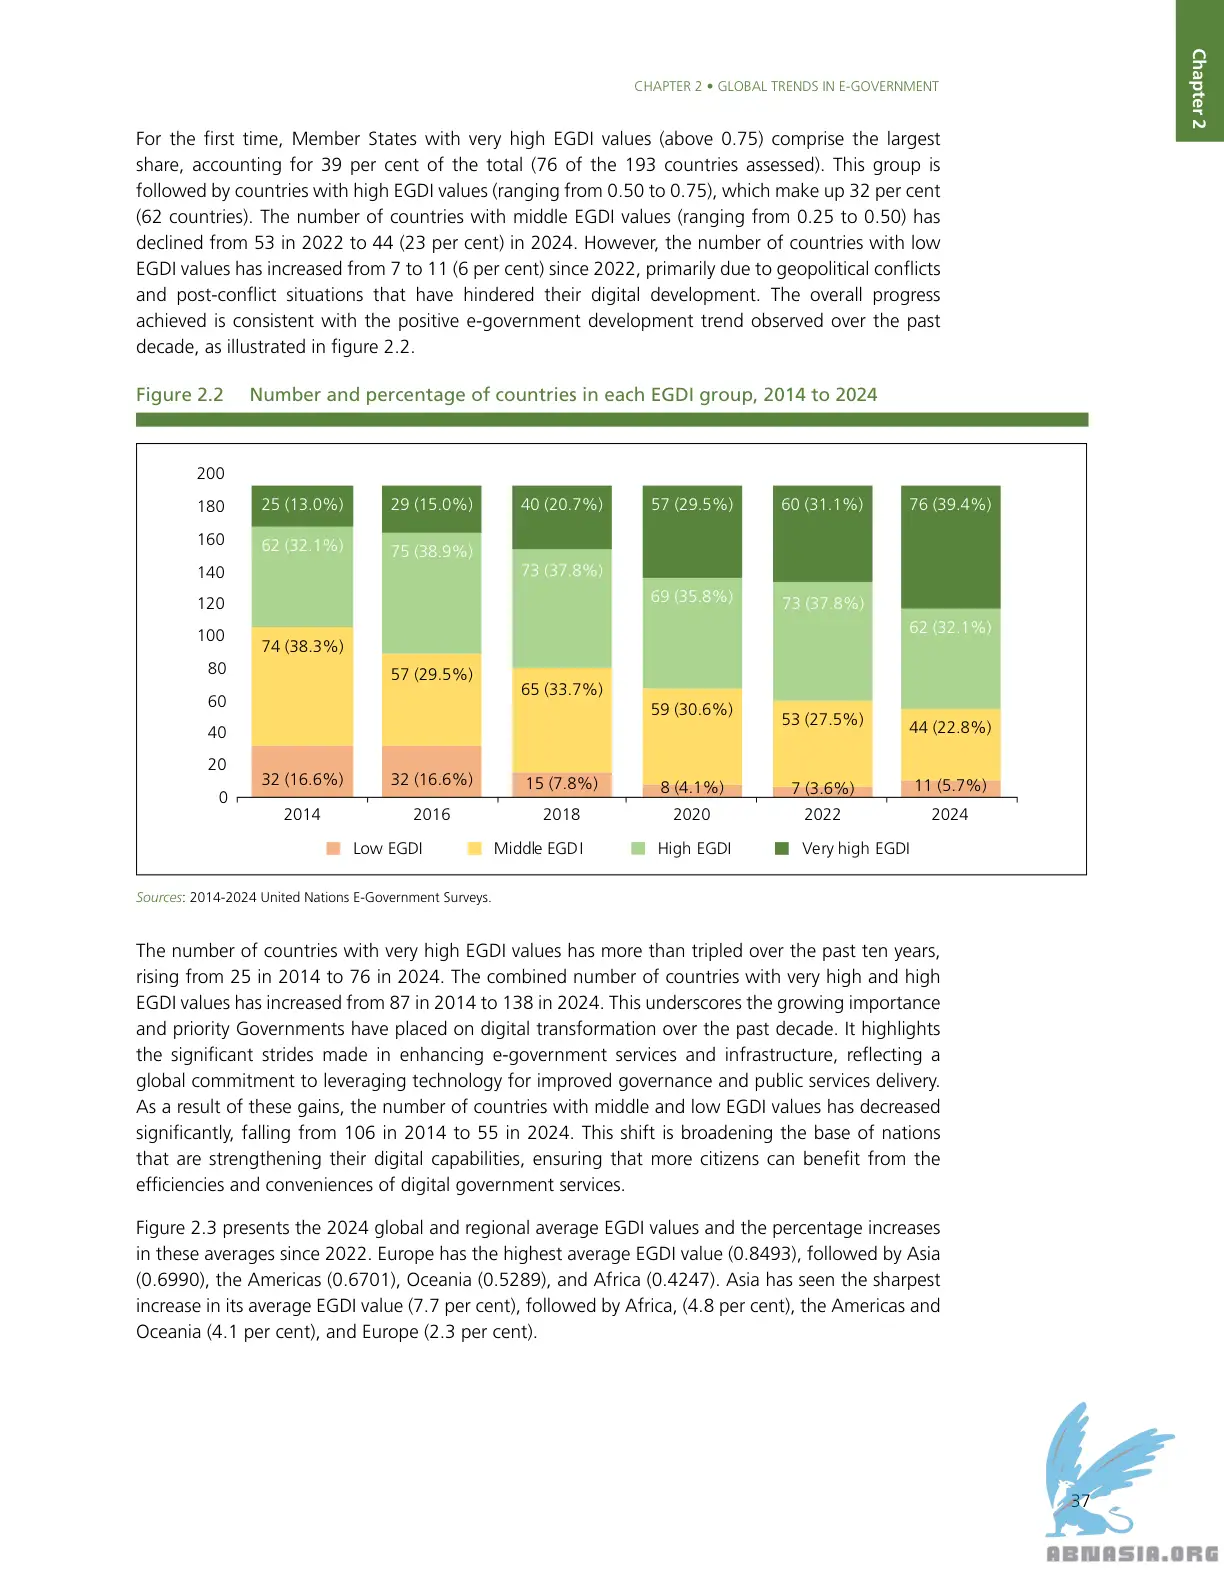 Chapter 2
CHAPTER 2 • GLOBAL TRENDS IN E-GOVERNMENT
For the first time, Member States with very high EGDI values (above 0.75) comprise the largest
share, accounting for 39 per cent of the total (76 of the 193 countries assessed). This group is
followed by countries with high EGDI values (ranging from 0.50 to 0.75), which make up 32 per cent
(62 countries). The number of countries with middle EGDI values (ranging from 0.25 to 0.50) has
declined from 53 in 2022 to 44 (23 per cent) in 2024. However, the number of countries with low
EGDI values has increased from 7 to 11 (6 per cent) since 2022, primarily due to geopolitical conflicts
and post-conflict situations that have hindered their digital development. The overall progress
achieved is consistent with the positive e-government development trend observed over the past
decade, as illustrated in figure 2.2.
Figure 2.2 Number and percentage of countries in each EGDI group, 2014 to 2024
200
180
160
140
120
100
80
60
40
20
0
25 (13.0%) 29 (15.0%) 40 (20.7%) 57 (29.5%) 60 (31.1%) 76 (39.4%)
62 (32.1%) 75 (38.9%) 73 (37.8%) 69 (35.8%) 73 (37.8%) 62 (32.1%)
74 (38.3%) 57 (29.5%) 65 (33.7%) 59 (30.6%) 53 (27.5%) 44 (22.8%)
32 (16.6%) 32 (16.6%) 15 (7.8%) 8 (4.1%) 7 (3.6%) 11 (5.7%)
2014 2016 2018 2020 2022 2024
Low EGDI Middle EGDI High EGDI Very high EGDI
Sources: 2014-2024 United Nations E-Government Surveys.
The number of countries with very high EGDI values has more than tripled over the past ten years,
rising from 25 in 2014 to 76 in 2024. The combined number of countries with very high and high
EGDI values has increased from 87 in 2014 to 138 in 2024. This underscores the growing importance
and priority Governments have placed on digital transformation over the past decade. It highlights
the significant strides made in enhancing e-government services and infrastructure, reflecting a
global commitment to leveraging technology for improved governance and public services delivery.
As a result of these gains, the number of countries with middle and low EGDI values has decreased
significantly, falling from 106 in 2014 to 55 in 2024. This shift is broadening the base of nations
that are strengthening their digital capabilities, ensuring that more citizens can benefit from the
efficiencies and conveniences of digital government services.
Figure 2.3 presents the 2024 global and regional average EGDI values and the percentage increases
in these averages since 2022. Europe has the highest average EGDI value (0.8493), followed by Asia
(0.6990), the Americas (0.6701), Oceania (0.5289), and Africa (0.4247). Asia has seen the sharpest
increase in its average EGDI value (7.7 per cent), followed by Africa, (4.8 per cent), the Americas and
Oceania (4.1 per cent), and Europe (2.3 per cent).
37
ABNASIA.ORG